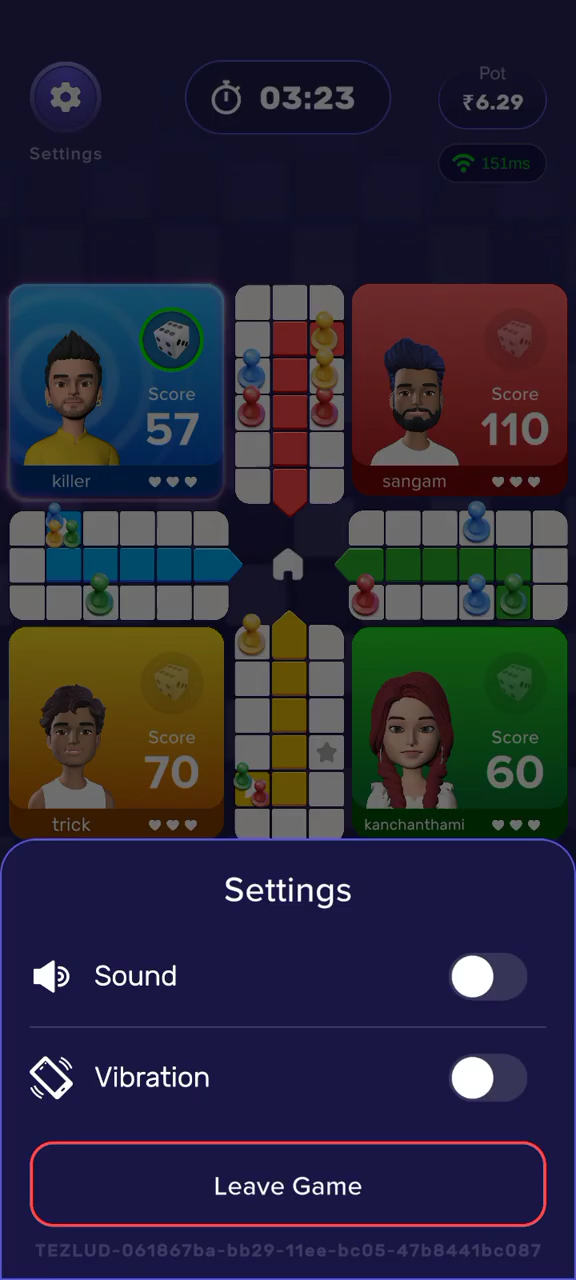 03:23
Pot
₹6.29
Settings
151ms
Score
57
killer
Score
110
sangam
Score
70
trick
Score
60
kanchanthami
Settings
Sound
Vibration
Leave Game
TEZLUD-061867ba-bb29-11ee-bc05-47b8441bc087